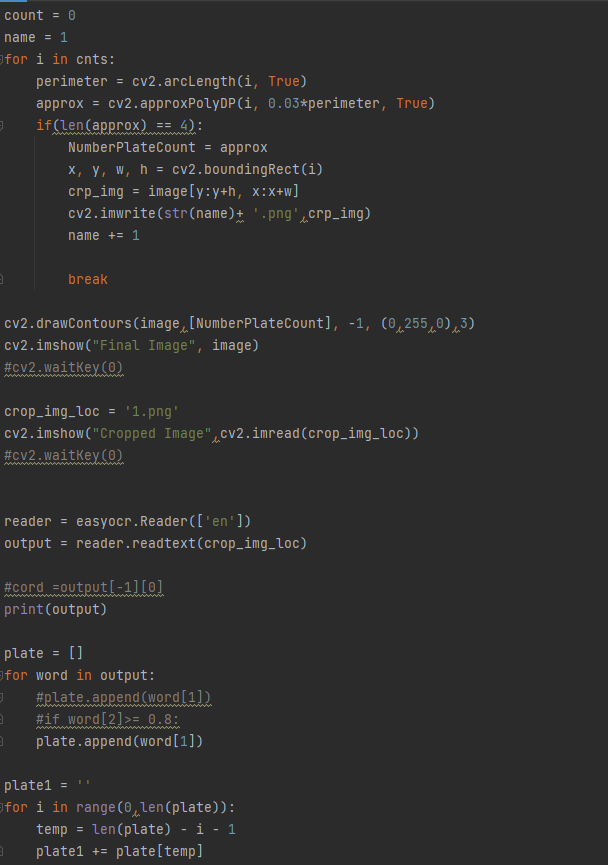 count = 0
name = 1
for i in cnts:
    perimeter = cv2.arcLength(i, True)
    approx = cv2.approxPolyDP(i, 0.03*perimeter, True)
    if(len(approx) == 4):
        NumberPlateCount = approx
        x, y, w, h = cv2.boundingRect(i)
        crp_img = image[y:y+h, x:x+w]
        cv2.imwrite(str(name)+ '.png',crp_img)
        name += 1

        break

cv2.drawContours(image,[NumberPlateCount], -1, (0,255,0),3)
cv2.imshow("Final Image", image)
#cv2.waitKey(0)

crop_img_loc = '1.png'
cv2.imshow("Cropped Image",cv2.imread(crop_img_loc))
#cv2.waitKey(0)


reader = easyocr.Reader(['en'])
output = reader.readtext(crop_img_loc)

#cord =output[-1][0]
print(output)

plate = []
for word in output:
    #plate.append(word[1])
    #if word[2]>= 0.8:
    plate.append(word[1])

plate1 = ''
for i in range(0,len(plate)):
    temp = len(plate) - i - 1
    plate1 += plate[temp]